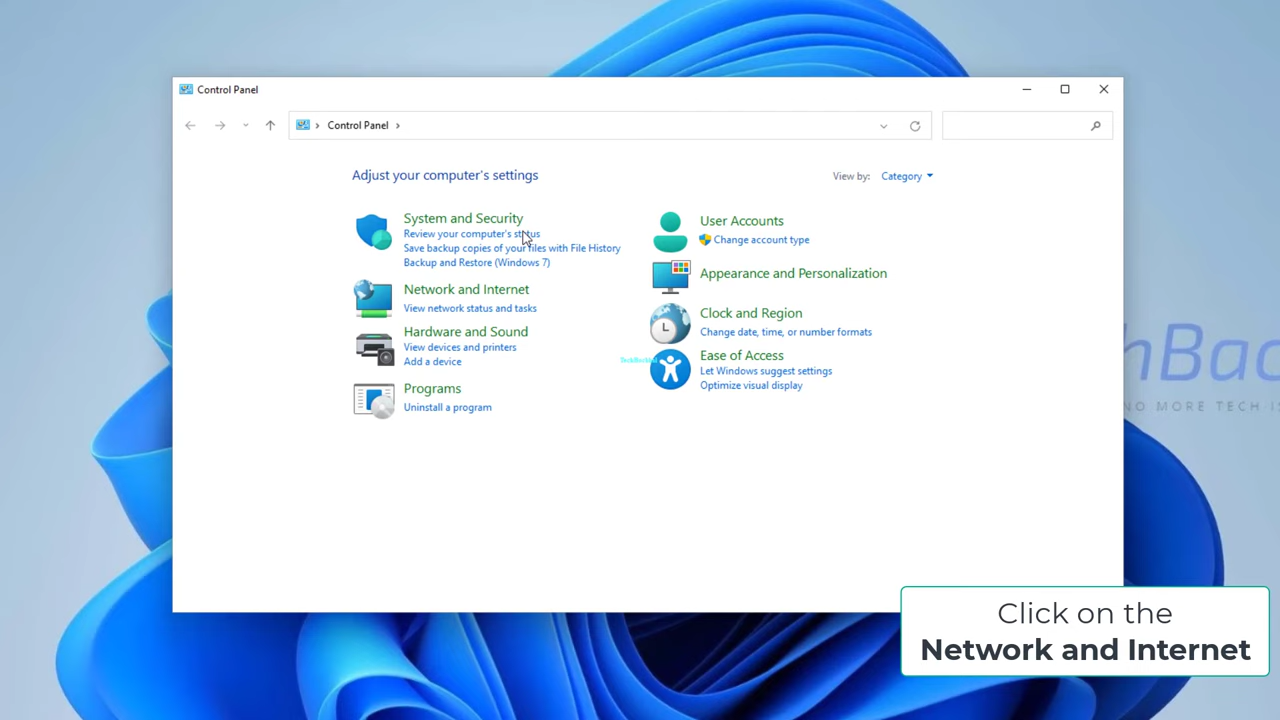 Control Panel
Control Panel
Adjust your computer's settings
View by: Category
System and Security
Review your computer's status
Save backup copies of your files with File History
Backup and Restore (Windows 7)
Network and Internet
View network status and tasks
Hardware and Sound
View devices and printers
Add a device
Programs
Uninstall a program
User Accounts
Change account type
Appearance and Personalization
Clock and Region
Change date, time, or number formats
Ease of Access
Let Windows suggest settings
Optimize visual display
hBac
NO MORE TECH IS
Click on the
Network and Internet